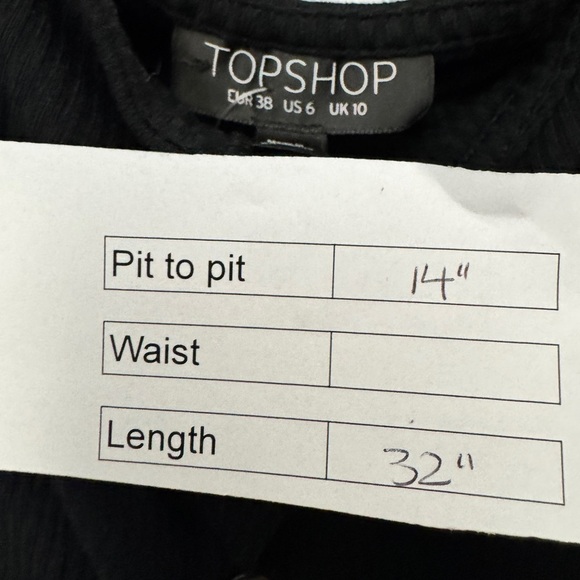 TOPSHOP
EUR 38 US 6 UK 10
Pit to pit 14"
Waist
Length 32"